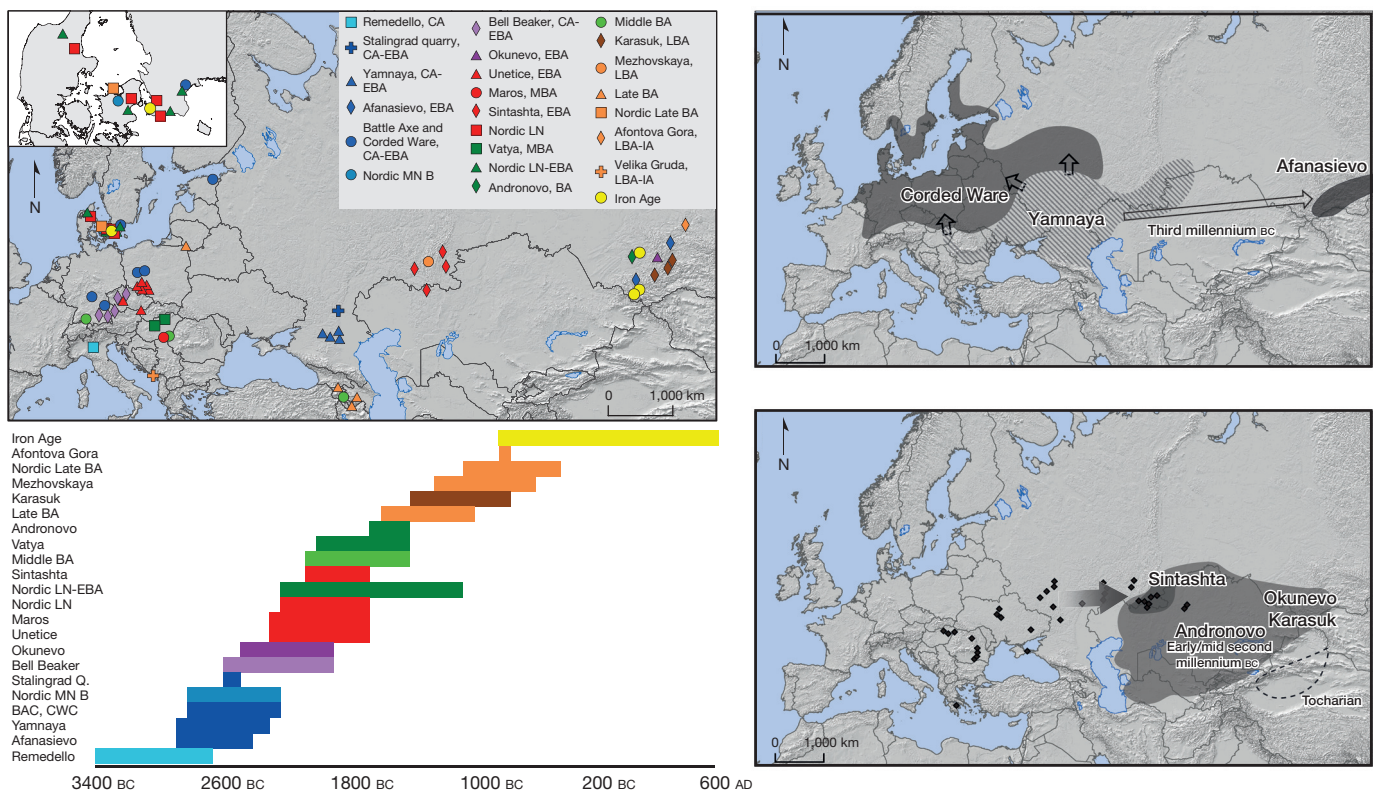 Remedello, CA
Stalingrad quarry,
CA-EBA
Yamnaya, CA-
EBA
Afanasievo, EBA
Battle Axe and
Corded Ware,
CA-EBA
Nordic MN B
Bell Beaker, CA-
EBA
Okunevo, EBA
Unetice, EBA
Maros, MBA
Sintashta, EBA
Nordic LN
Vatya, MBA
Nordic LN-EBA
Andronovo, BA
Middle BA
Karasuk, LBA
Mezhovskaya,
LBA
Late BA
Nordic Late BA
Afontova Gora,
LBA-IA
Velika Gruda,
LBA-IA
Iron Age
N
0 1,000 km
Iron Age
Afontova Gora
Nordic Late BA
Mezhovskaya
Karasuk
Late BA
Andronovo
Vatya
Middle BA
Sintashta
Nordic LN-EBA
Nordic LN
Maros
Unetice
Okunevo
Bell Beaker
Stalingrad Q.
Nordic MN B
BAC, CWC
Yamnaya
Afanasievo
Remedello
3400 BC 2600 BC 1800 BC 1000 BC 200 BC 600 AD
N
Afanasievo
Corded Ware
Yamnaya
Third millennium BC
0 1,000 km
N
Sintashta
Okunevo
Karasuk
Andronovo
Early/mid second
millennium BC
Tocharian
0 1,000 km